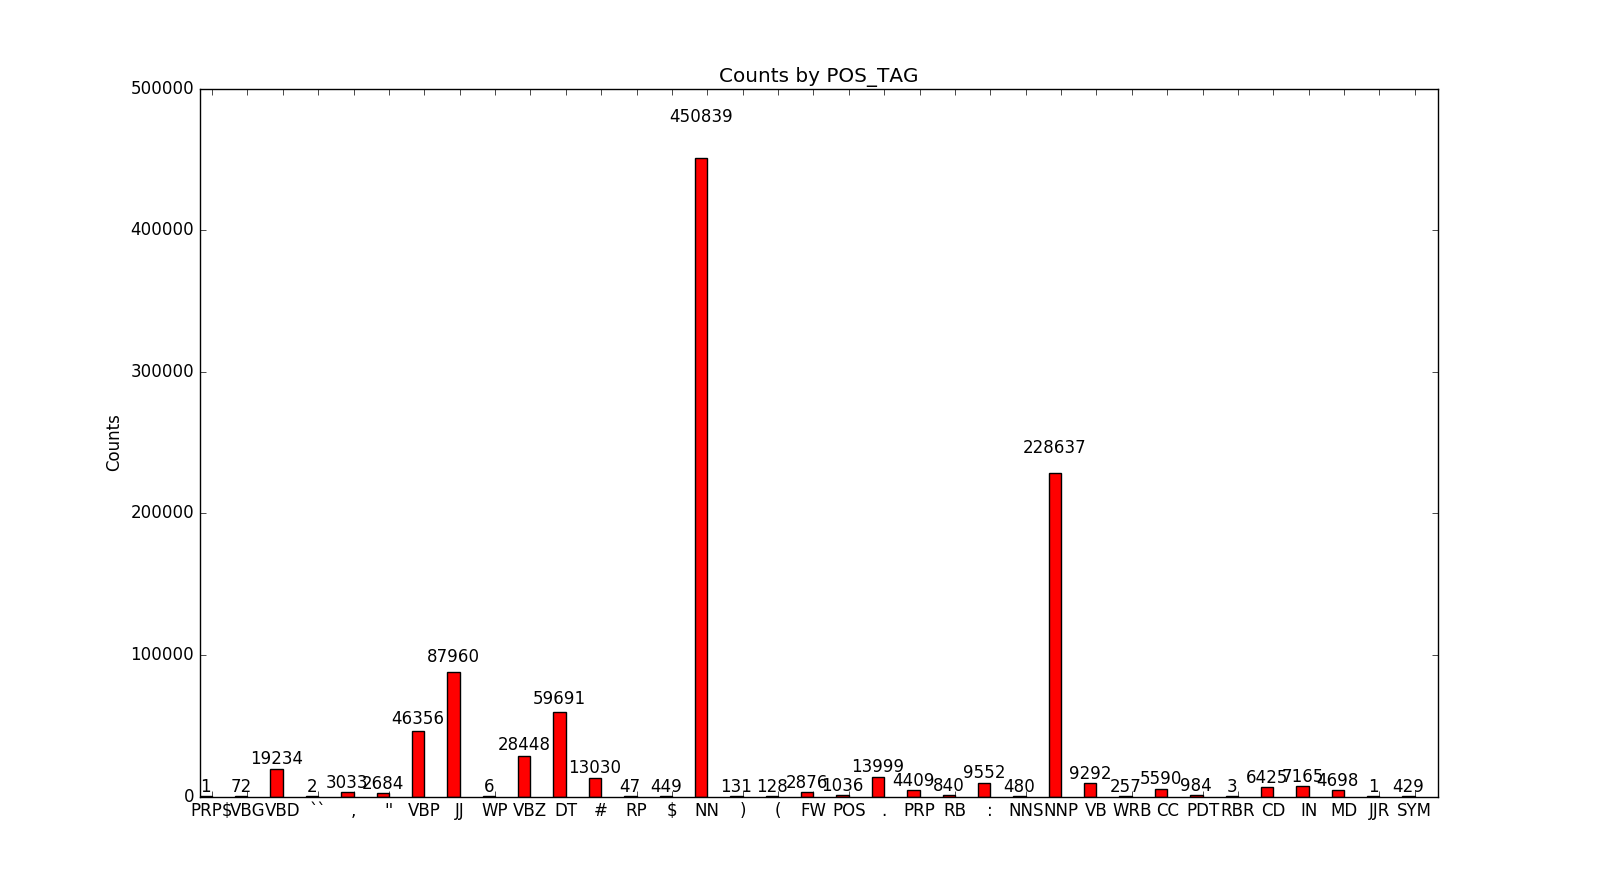 Counts by POS_TAG
500000
400000
300000
200000
100000
0
Counts
1 72 19234 2 3033 2684 46356 87960 6 28448 59691 13030 47 449 450839 131 128 2876 1036 13999 4409 840 9552 480 228637 9292 257 5590 984 3 6425 7165 4698 1 429
PRP$ VBG VBD `` , " VBP JJ WP VBZ DT # RP $ NN ) ( FW POS . PRP RB : NNS NNP VB WRB CC PDT RBR CD IN MD JJR SYM